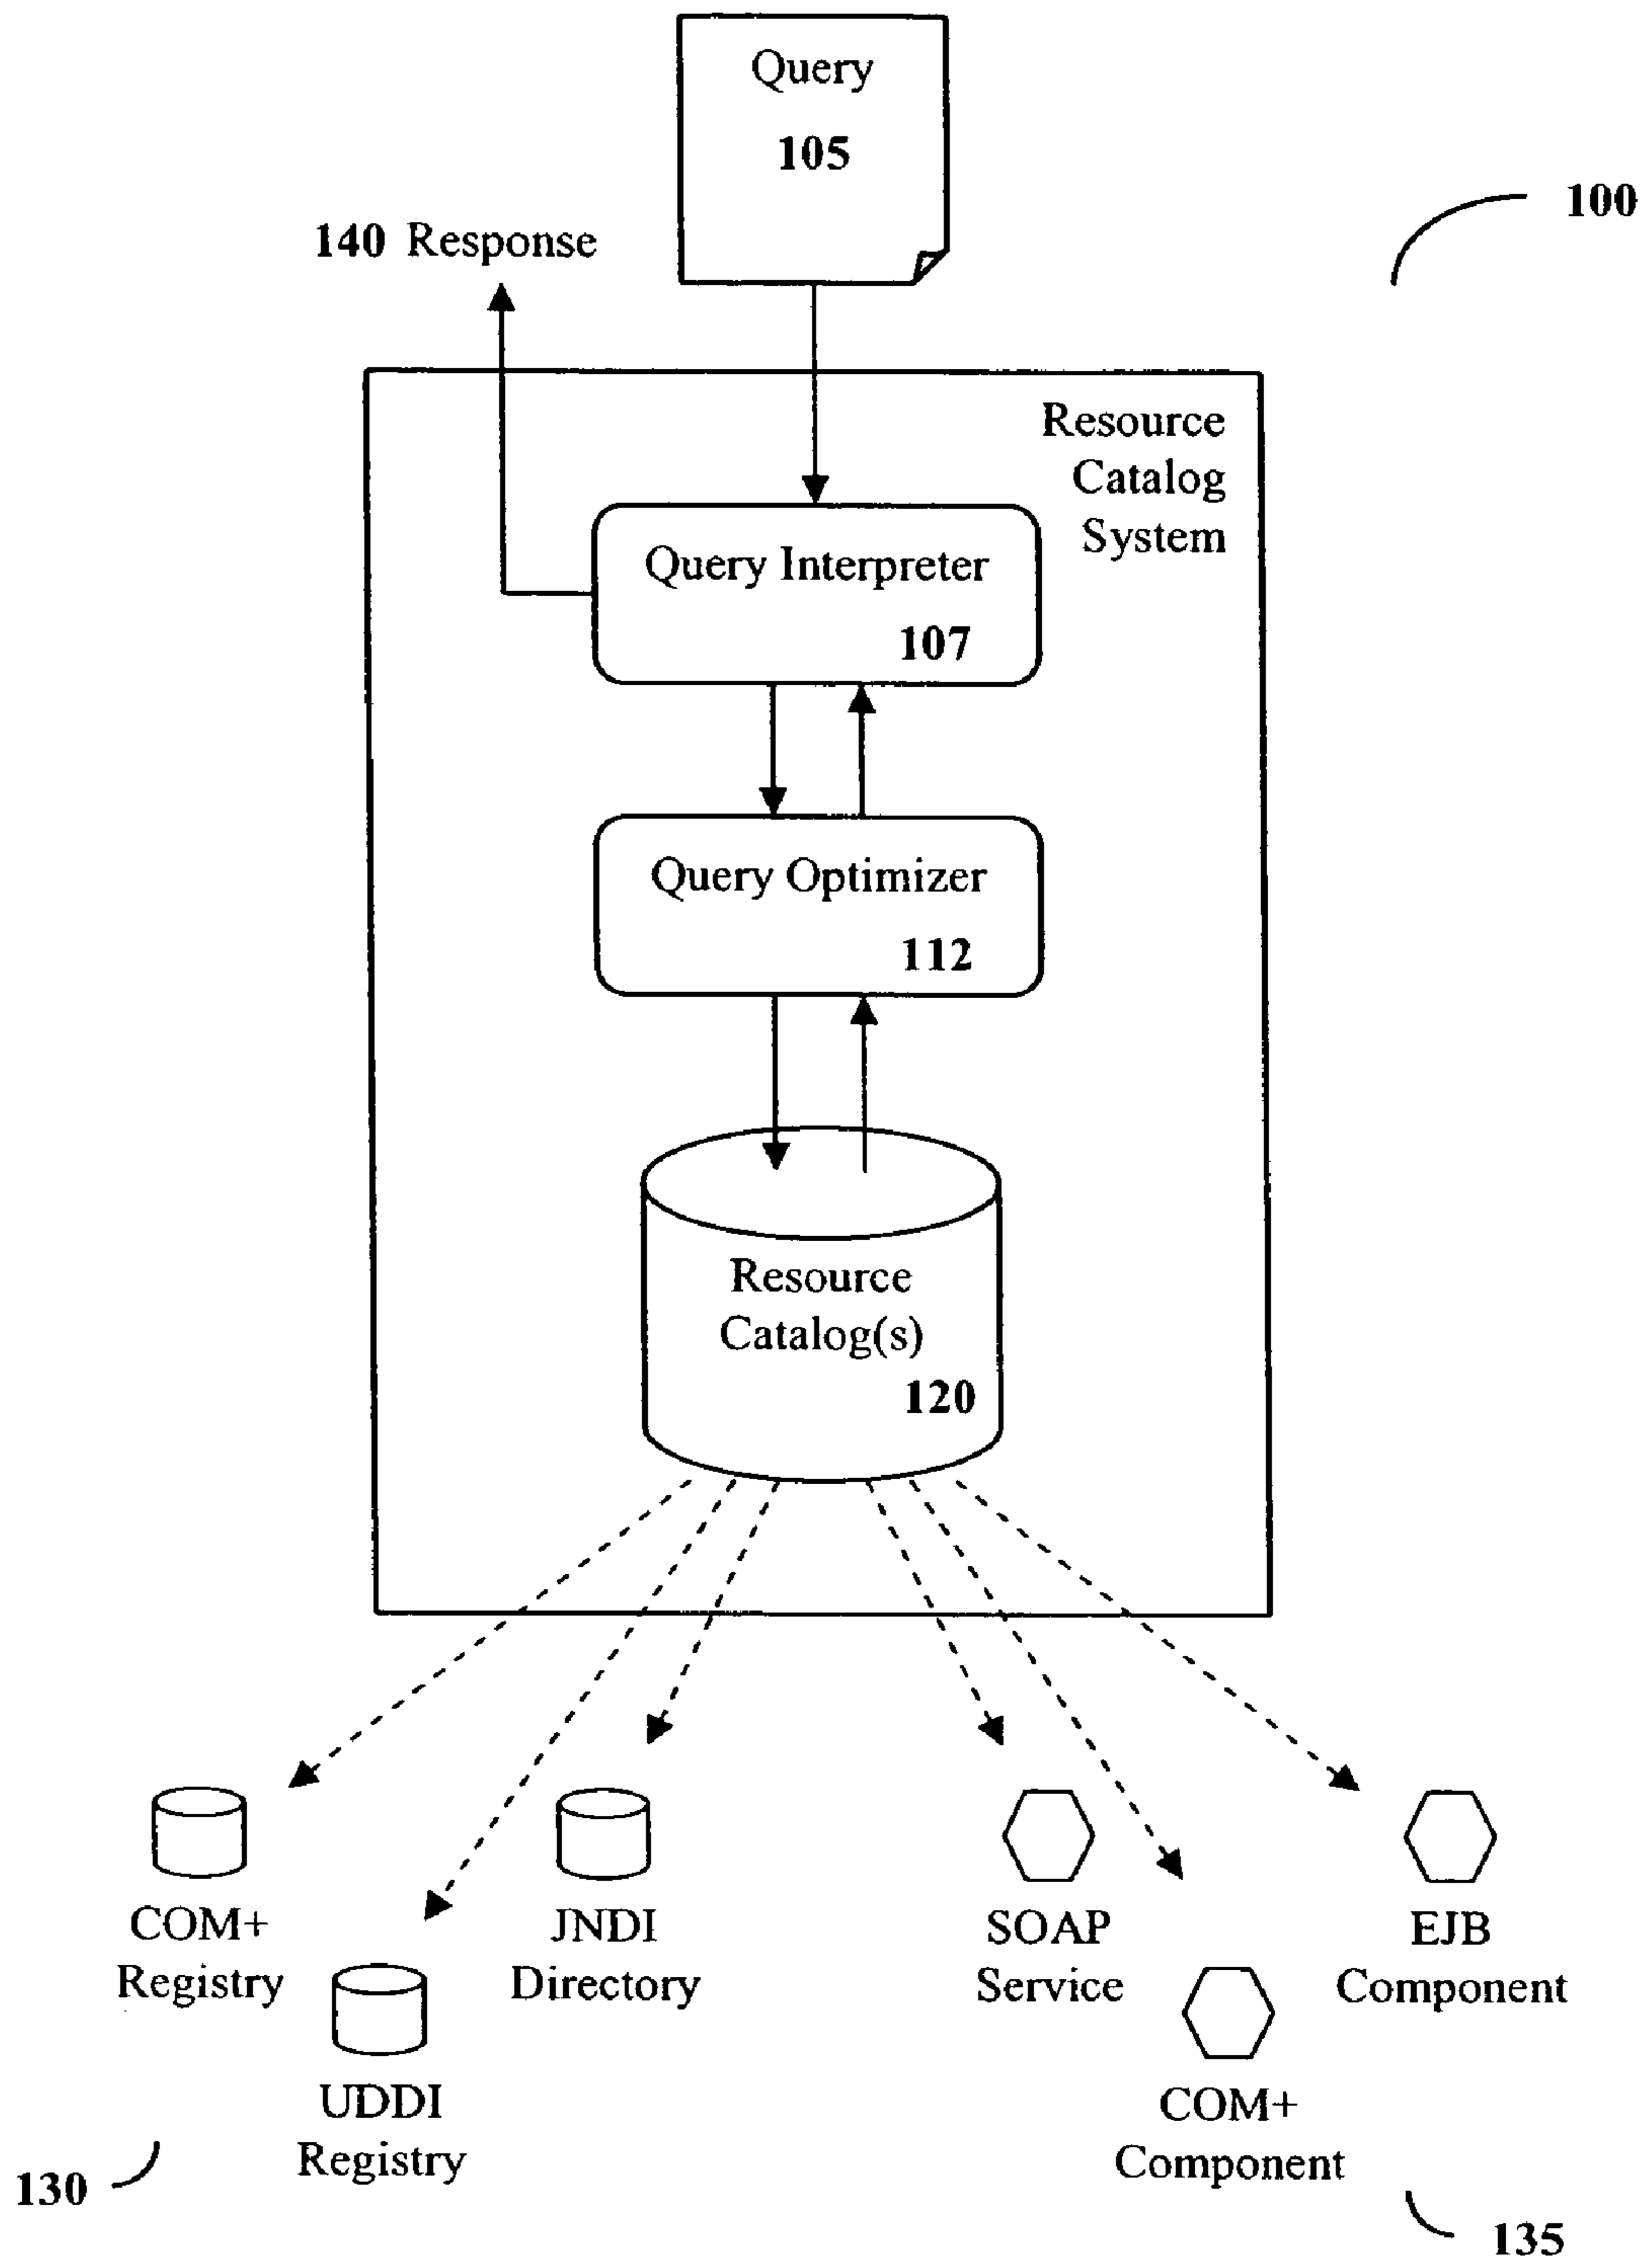 Query
105
100
140 Response
Resource
Catalog
System
Query Interpreter
107
Query Optimizer
112
Resource
Catalog(s)
120
COM+
Registry
JNDI
Directory
SOAP
Service
EJB
Component
UDDI
Registry
COM+
Component
130
135